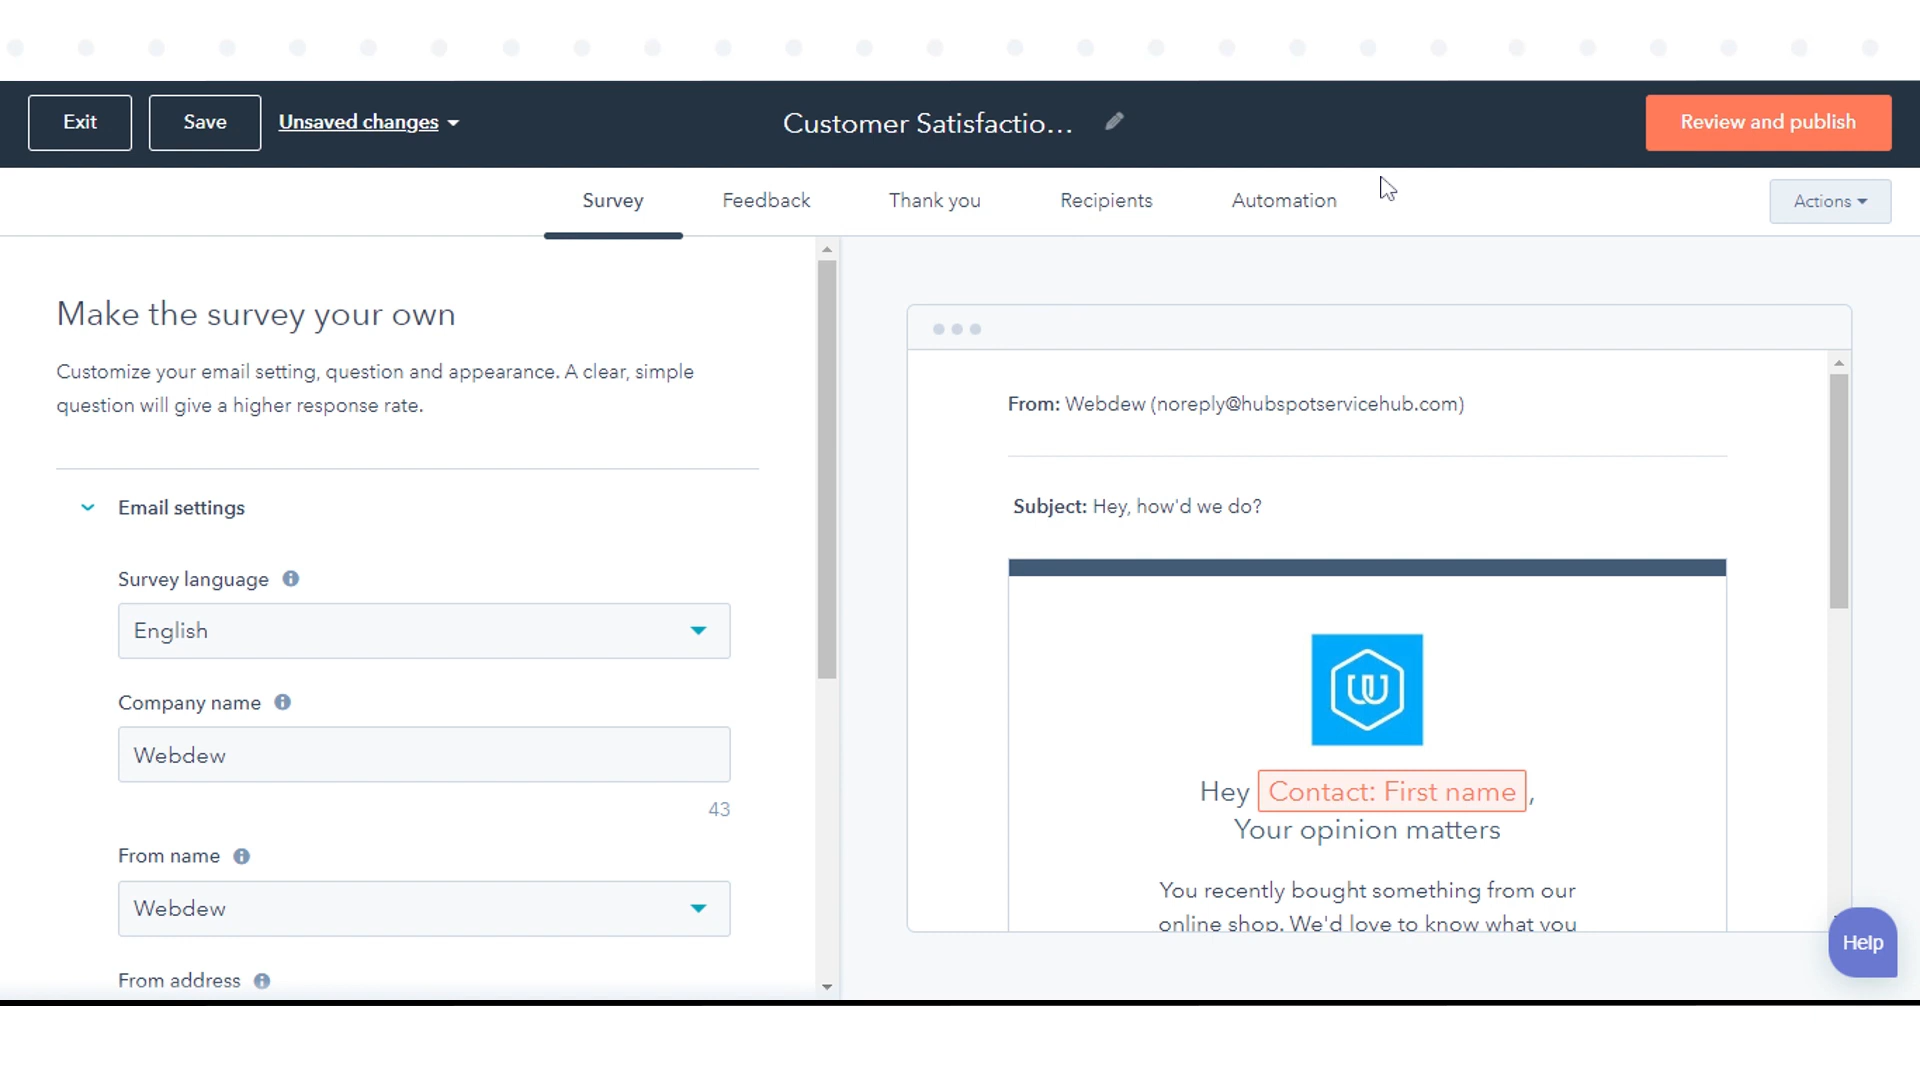 Exit
Save
Unsaved changes
Customer Satisfactio...
Review and publish
Survey
Feedback
Thank you
Recipients
Automation
Actions
Make the survey your own
Customize your email setting, question and appearance. A clear, simple
question will give a higher response rate.
Email settings
Survey language
English
Company name
Webdew
43
From name
Webdew
From address
From: Webdew (noreply@hubspotservicehub.com)
Subject: Hey, how'd we do?
Hey Contact: First name,
Your opinion matters
You recently bought something from our
online shop. We'd love to know what you
Help